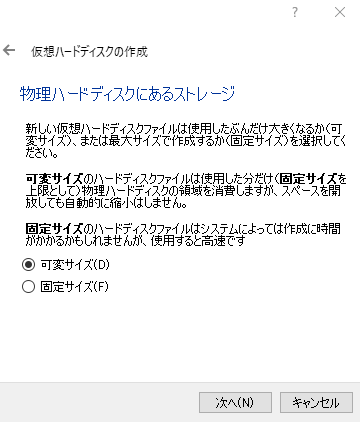 ?
仮想ハードディスクの作成
物理ハードディスクにあるストレージ
新しい仮想ハードディスクファイルは使用したぶんだけ大きくなるか(可
変サイズ)、または最大サイズで作成するか(固定サイズ)を選択してく
ださい。
可変サイズのハードディスクファイルは使用した分だけ(固定サイズを
上限として)物理ハードディスクの領域を消費しますが、スペースを開
放しても自動的に縮小はしません。
固定サイズのハードディスクファイルはシステムによっては作成に時間
がかかるかもしれませんが、使用すると高速です
可変サイズ(D)
固定サイズ(F)
次へ(N)
キャンセル